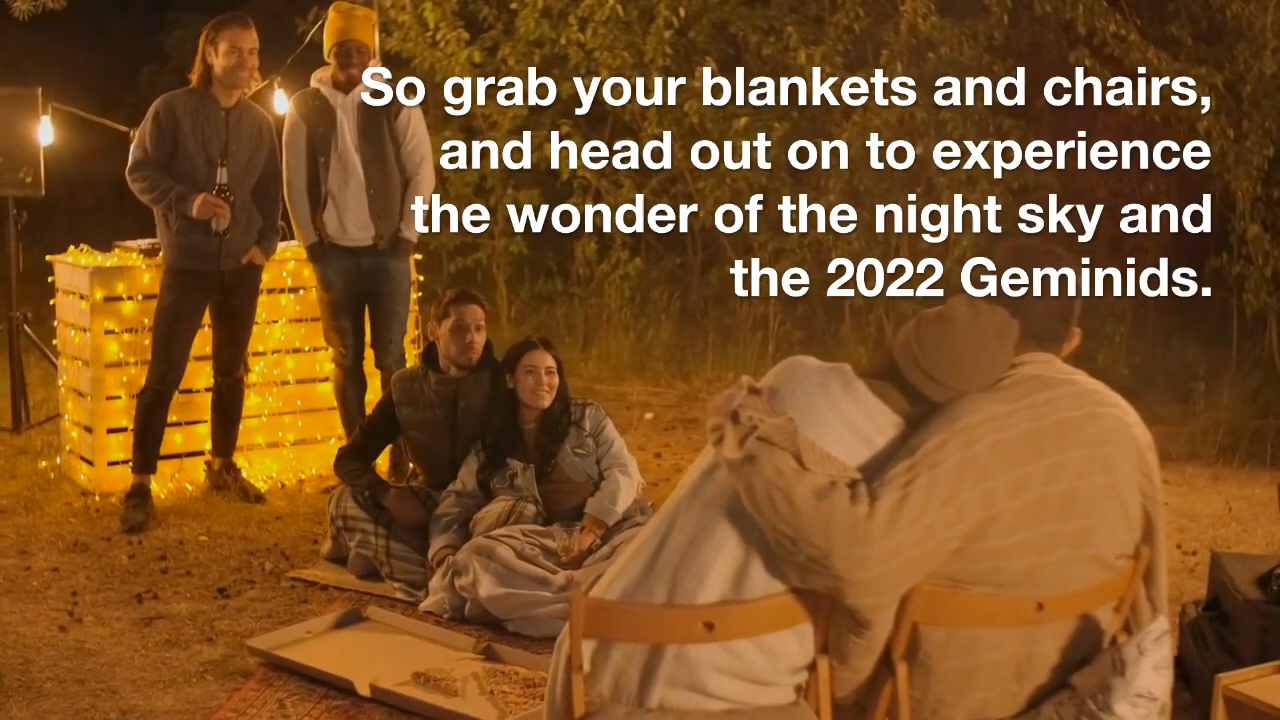 So grab your blankets and chairs,
and head out on to experience
the wonder of the night sky and
the 2022 Geminids.